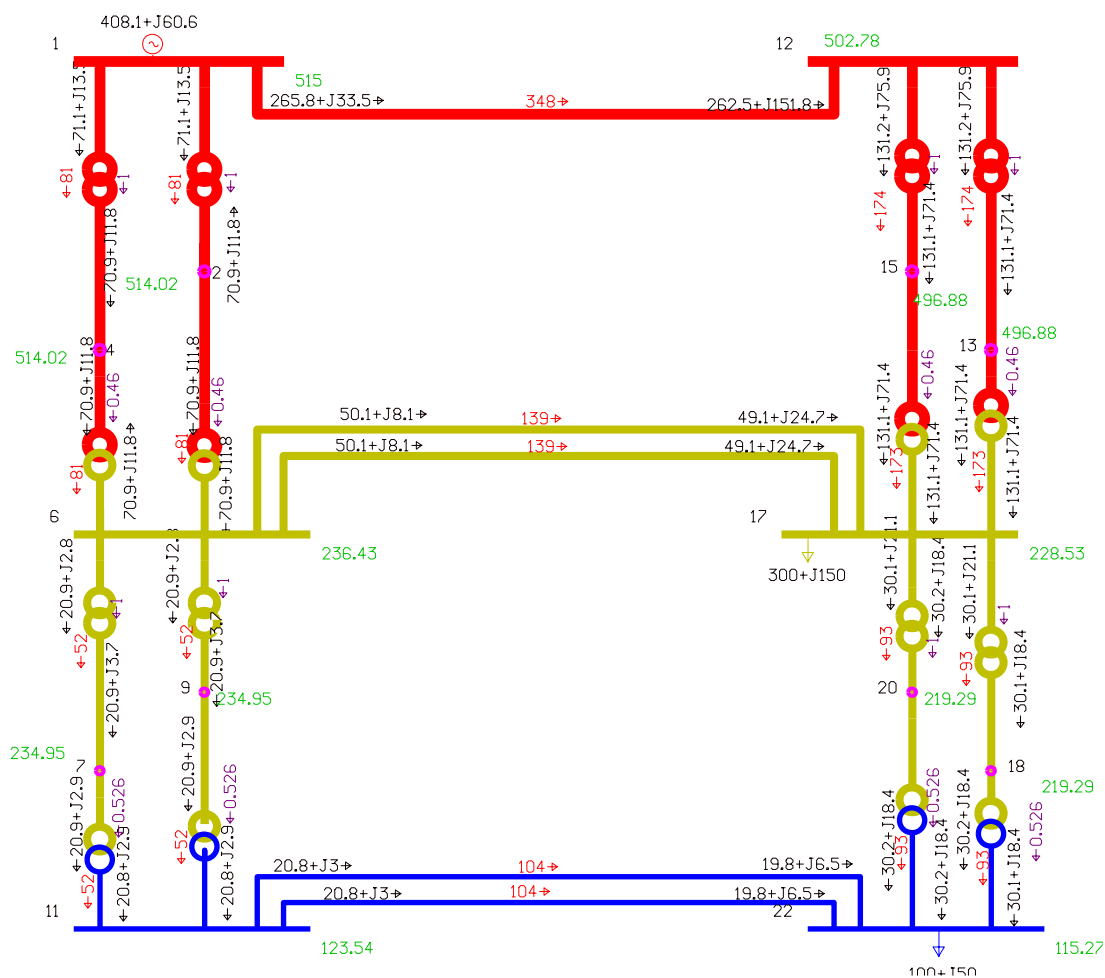 408.1+J60.6
1
515
265.8+J33.5→
348→
262.5+J151.8→
12
502.78
←71.1+J13.5
←71.1+J13.5
←131.2+J75.9
←131.2+J75.9
←81
←1
←81
←1
←174
←1
←174
←1
←70.9+J11.8
70.9+J11.8→
←131.1+J71.4
←131.1+J71.4
2
514.02
15
496.88
4
514.02
13
496.88
←70.9+J11.8
←0.46
←70.9+J11.8
←0.46
←131.1+J71.4
←0.46
←131.1+J71.4
←0.46
←81
70.9+J11.8→
←81
←70.9+J11.8
←173
←131.1+J71.4
←173
←131.1+J71.4
50.1+J8.1→
139→
49.1+J24.7→
50.1+J8.1→
139→
49.1+J24.7→
6
236.43
17
228.53
300+J150
←20.9+J2.8
←1
←20.9+J2.8
←1
←30.1+J21.1
←30.2+J18.4
←30.1+J21.1
←1
←52
←20.9+J3.7
←52
←20.9+J3.7
←93
←1
←93
←30.1+J18.4
9
234.95
20
219.29
7
234.95
18
219.29
←20.9+J2.9
←0.526
←20.9+J2.9
←0.526
←30.2+J18.4
←0.526
←30.2+J18.4
←0.526
←52
←20.8+J2.9
←52
←20.8+J2.9
←93
←30.2+J18.4
←93
←30.1+J18.4
20.8+J3→
104→
19.8+J6.5→
20.8+J3→
104→
19.8+J6.5→
11
123.54
22
115.27
100+J50